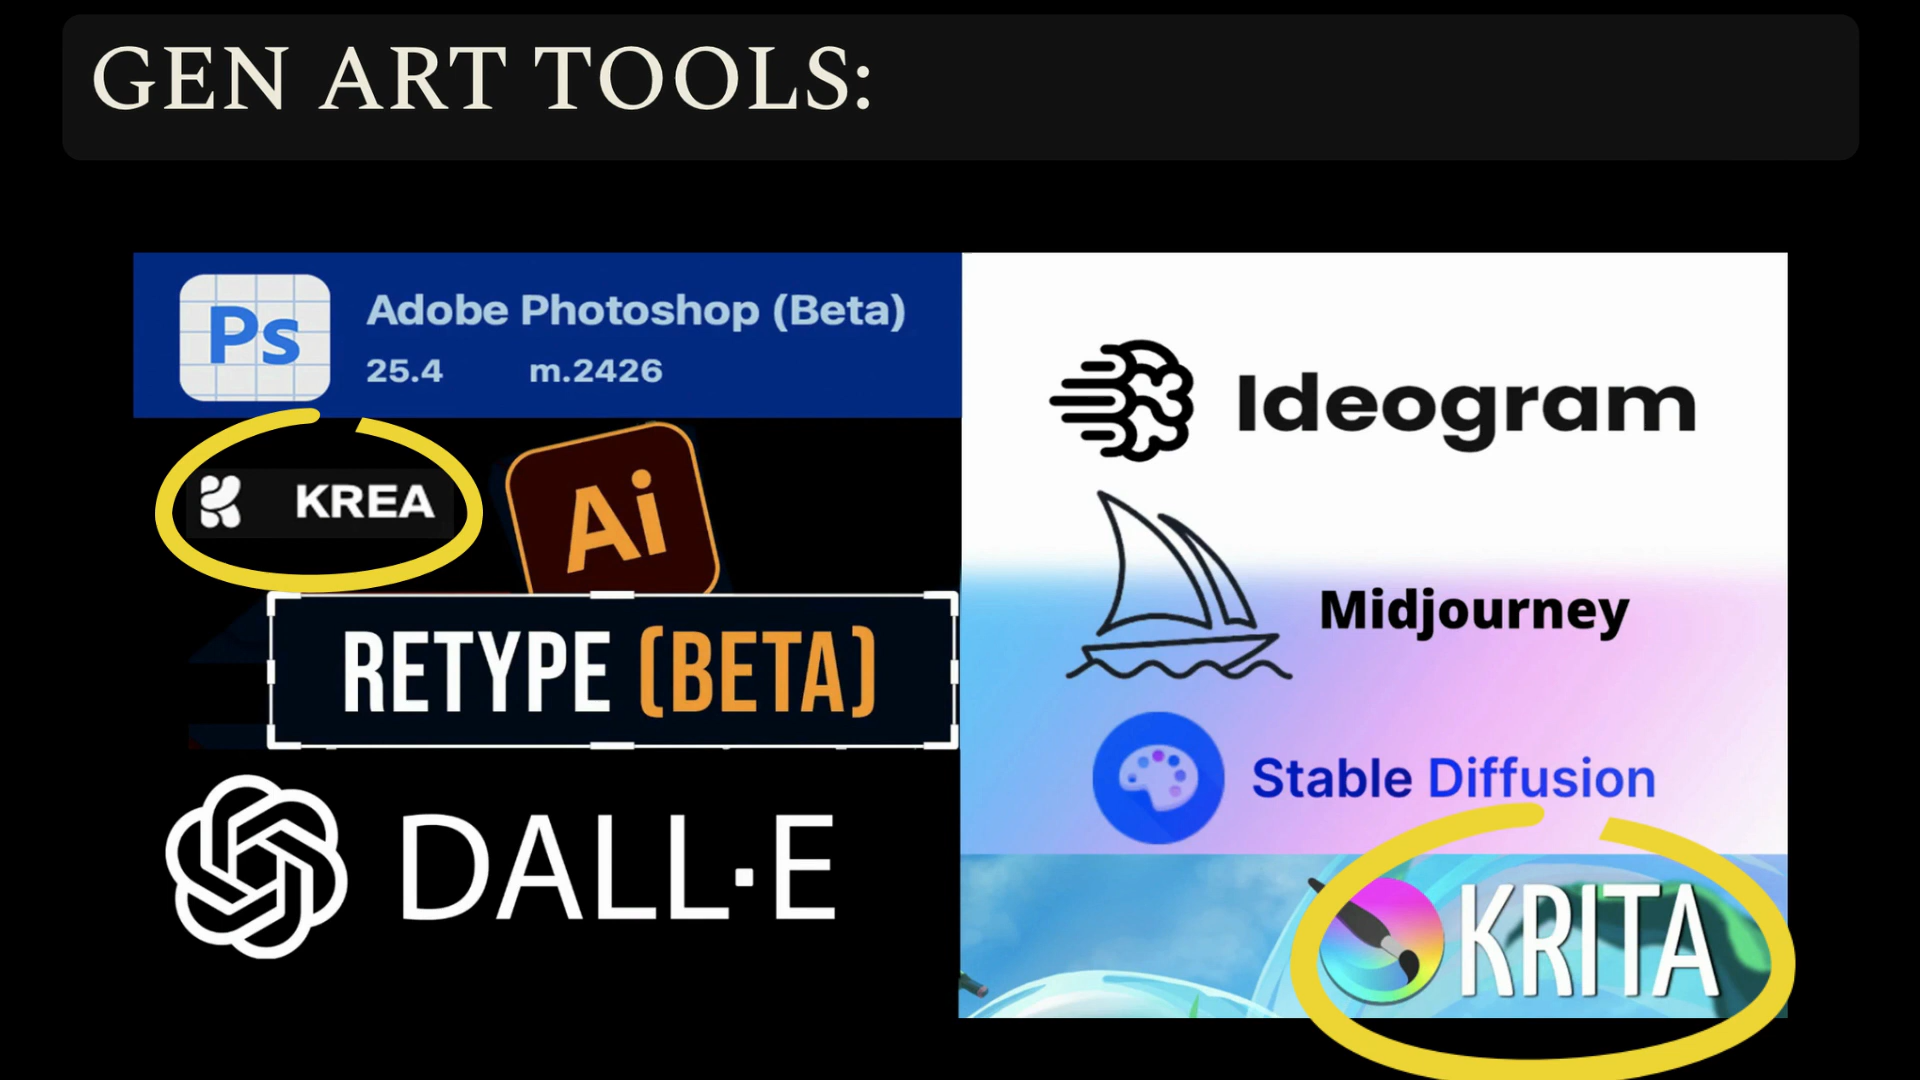 GEN ART TOOLS:
Ps
Adobe Photoshop (Beta)
25.4 m.2426
KREA
Ai
RETYPE (BETA)
DALL·E
Ideogram
Midjourney
Stable Diffusion
KRITA